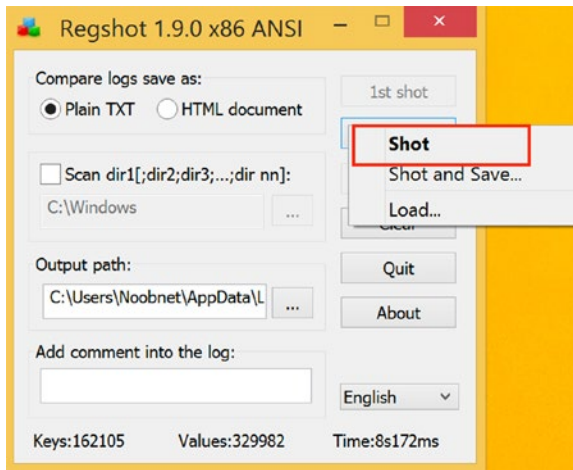 Regshot 1.9.0 x86 ANSI
Compare logs save as:
Plain TXT
HTML document
1st shot
Shot
Shot and Save...
Load...
Scan dir1[;dir2;dir3;...;dir nn]:
C:\Windows
...
Clear
Output path:
C:\Users\Noobnet\AppData\L
...
Quit
About
Add comment into the log:
English
Keys:162105
Values:329982
Time:8s172ms